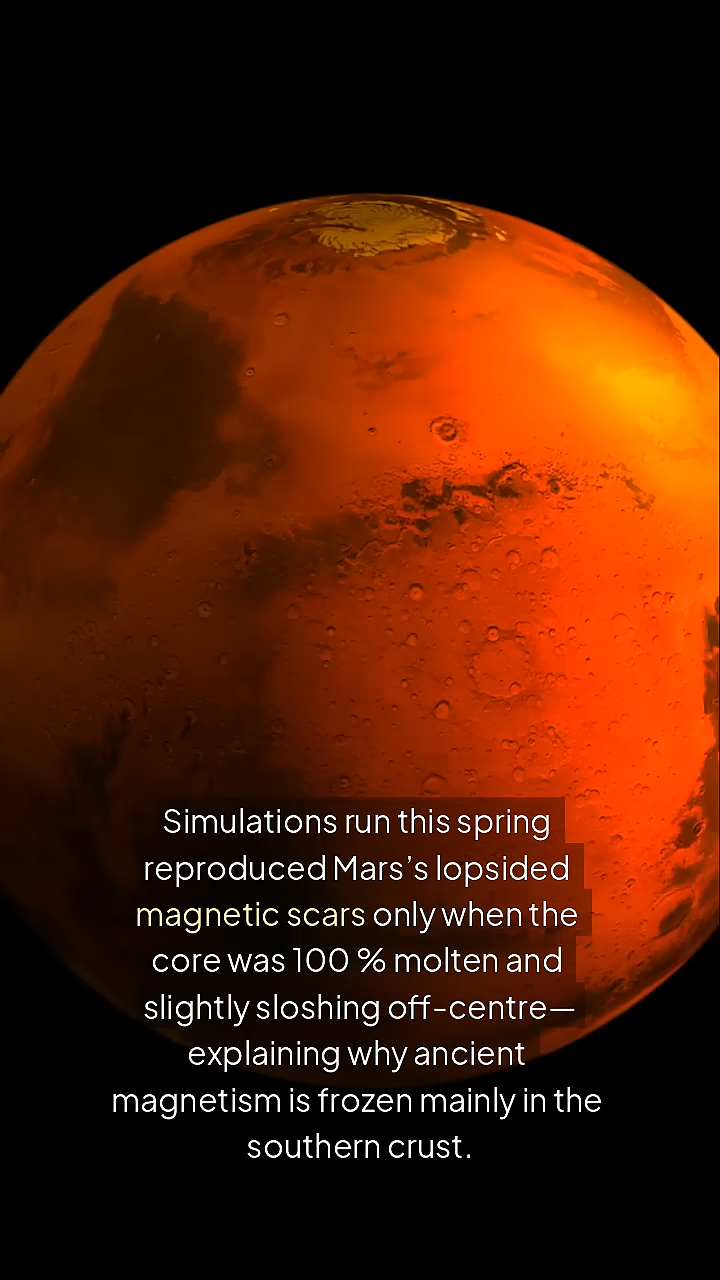 Simulations run this spring
reproduced Mars’s lopsided
magnetic scars only when the
core was 100 % molten and
slightly sloshing off-centre—
explaining why ancient
magnetism is frozen mainly in the
southern crust.